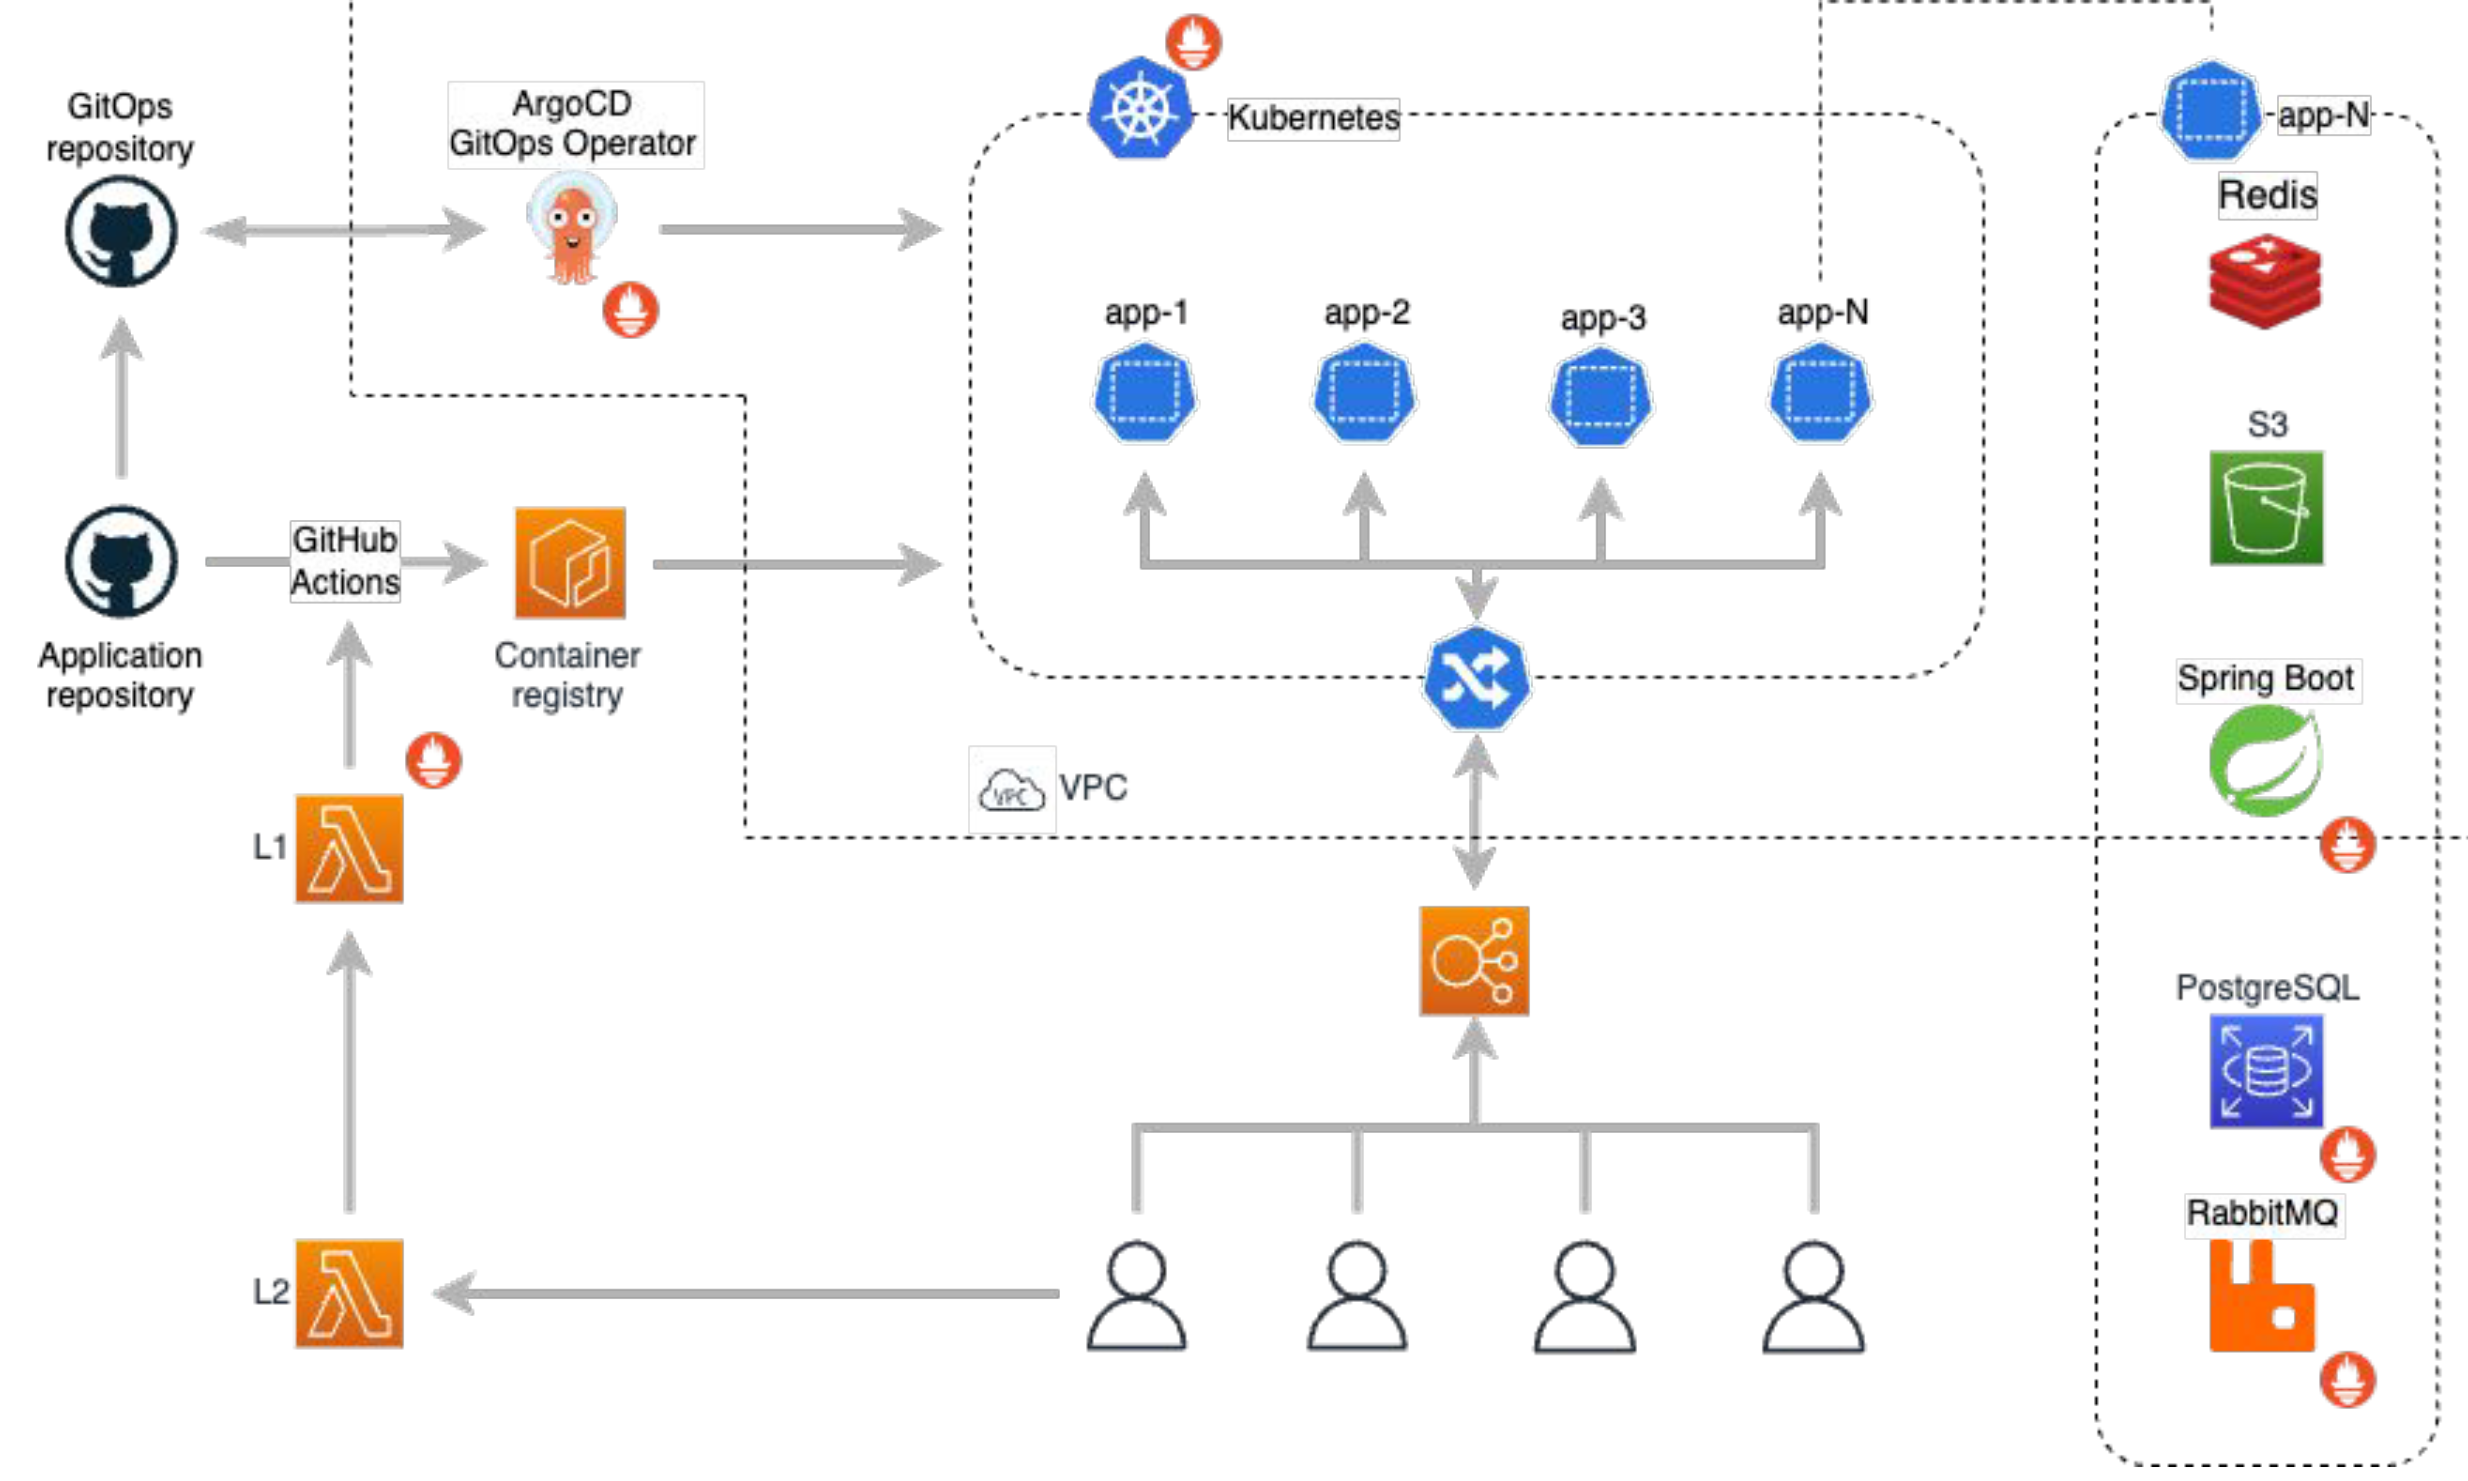 GitOps
repository
ArgoCD
GitOps Operator
Kubernetes
app-N
Redis
app-1
app-2
app-3
app-N
S3
GitHub
Actions
Application
repository
Container
registry
Spring Boot
VPC
VPC
L1
PostgreSQL
RabbitMQ
L2